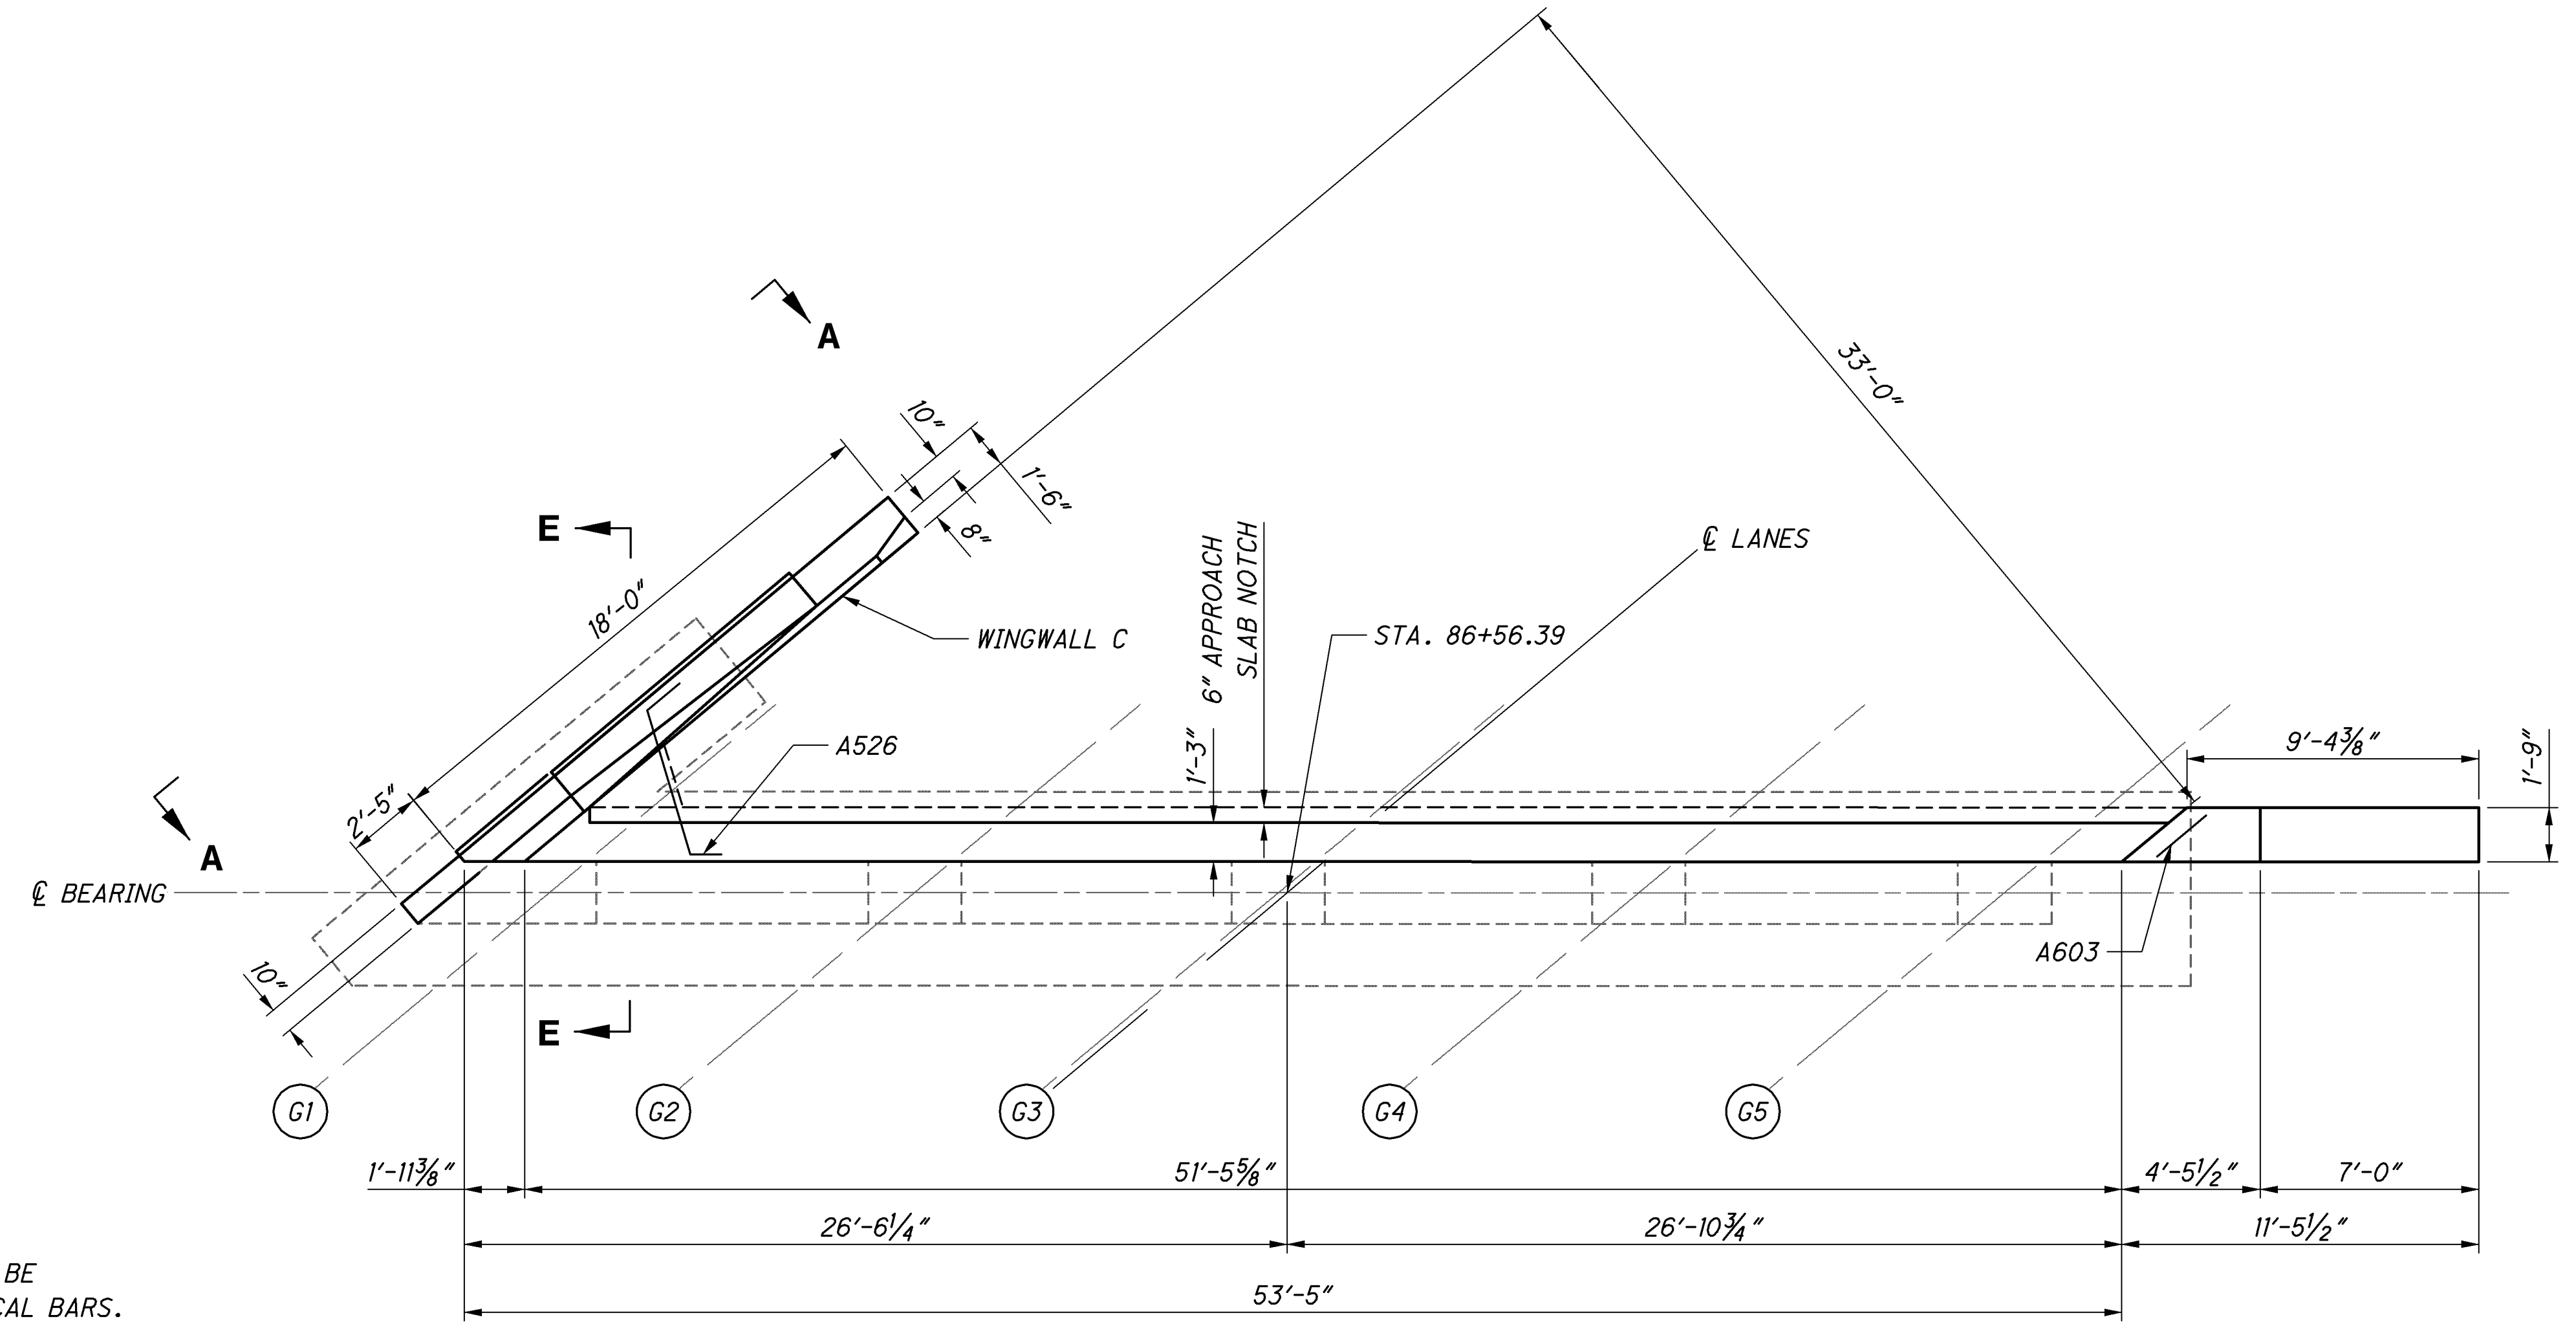 33'-0"
A
10"
1'-6"
8"
E
18'-0"
6" APPROACH
SLAB NOTCH
℄ LANES
WINGWALL C
STA. 86+56.39
A526
1'-3"
9'-4⅜"
1'-9"
2'-5"
A
℄ BEARING
10"
A603
E
G1
G2
G3
G4
G5
1'-11⅜"
51'-5⅝"
4'-5½"
7'-0"
26'-6¼"
26'-10¾"
11'-5½"
53'-5"
BE
CAL BARS.